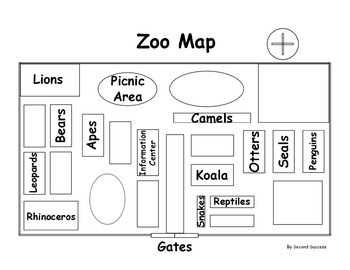 Zoo Map
Lions
Picnic
Area
Camels
Bears
Apes
Information
Center
Otters
Seals
Penguins
Leopards
Koala
Snakes
Reptiles
Rhinoceros
Gates
By Second Success